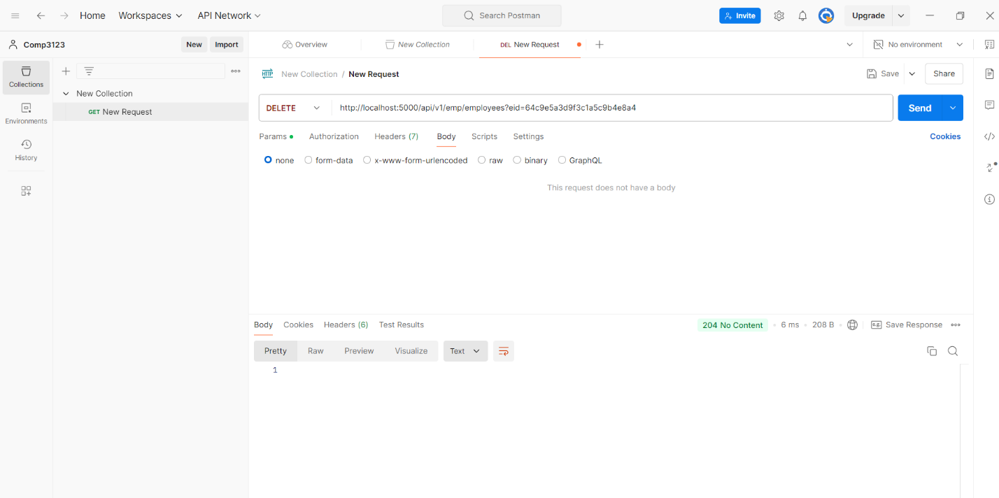 Home Workspaces API Network Search Postman Invite Upgrade
Comp3123 New Import Overview New Collection DEL New Request No environment
Collections
New Collection
New Collection / New Request Save Share
GET New Request
DELETE http://localhost:5000/api/v1/emp/employees?eid=64c9e5a3d9f3c1a5c9b4e8a4 Send
Environments
Params Authorization Headers (7) Body Scripts Settings Cookies
History
none form-data x-www-form-urlencoded raw binary GraphQL
This request does not have a body
Body Cookies Headers (6) Test Results 204 No Content 6 ms 208 B e.g. Save Response
Pretty Raw Preview Visualize Text
1